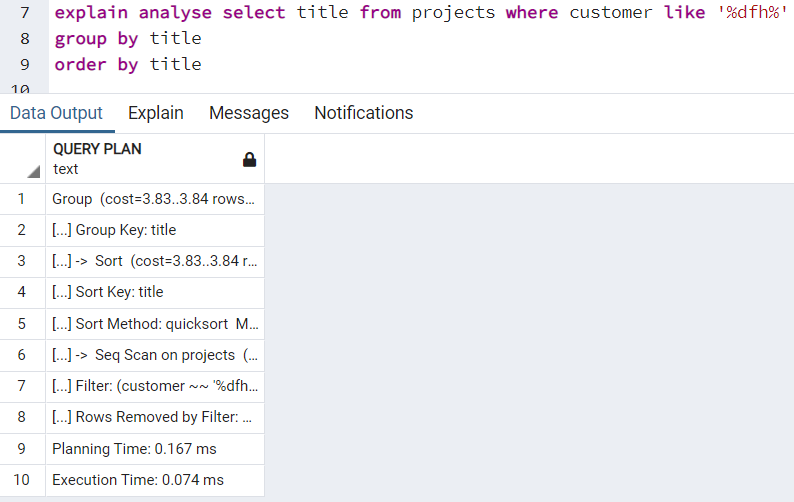 7 explain analyse select title from projects where customer like '%dfh%'
8 group by title
9 order by title
10
Data Output Explain Messages Notifications
QUERY PLAN
text
1 Group (cost=3.83..3.84 rows...
2 [...] Group Key: title
3 [...] -> Sort (cost=3.83..3.84 r...
4 [...] Sort Key: title
5 [...] Sort Method: quicksort M...
6 [...] -> Seq Scan on projects (...
7 [...] Filter: (customer ~~ '%dfh...
8 [...] Rows Removed by Filter: ...
9 Planning Time: 0.167 ms
10 Execution Time: 0.074 ms